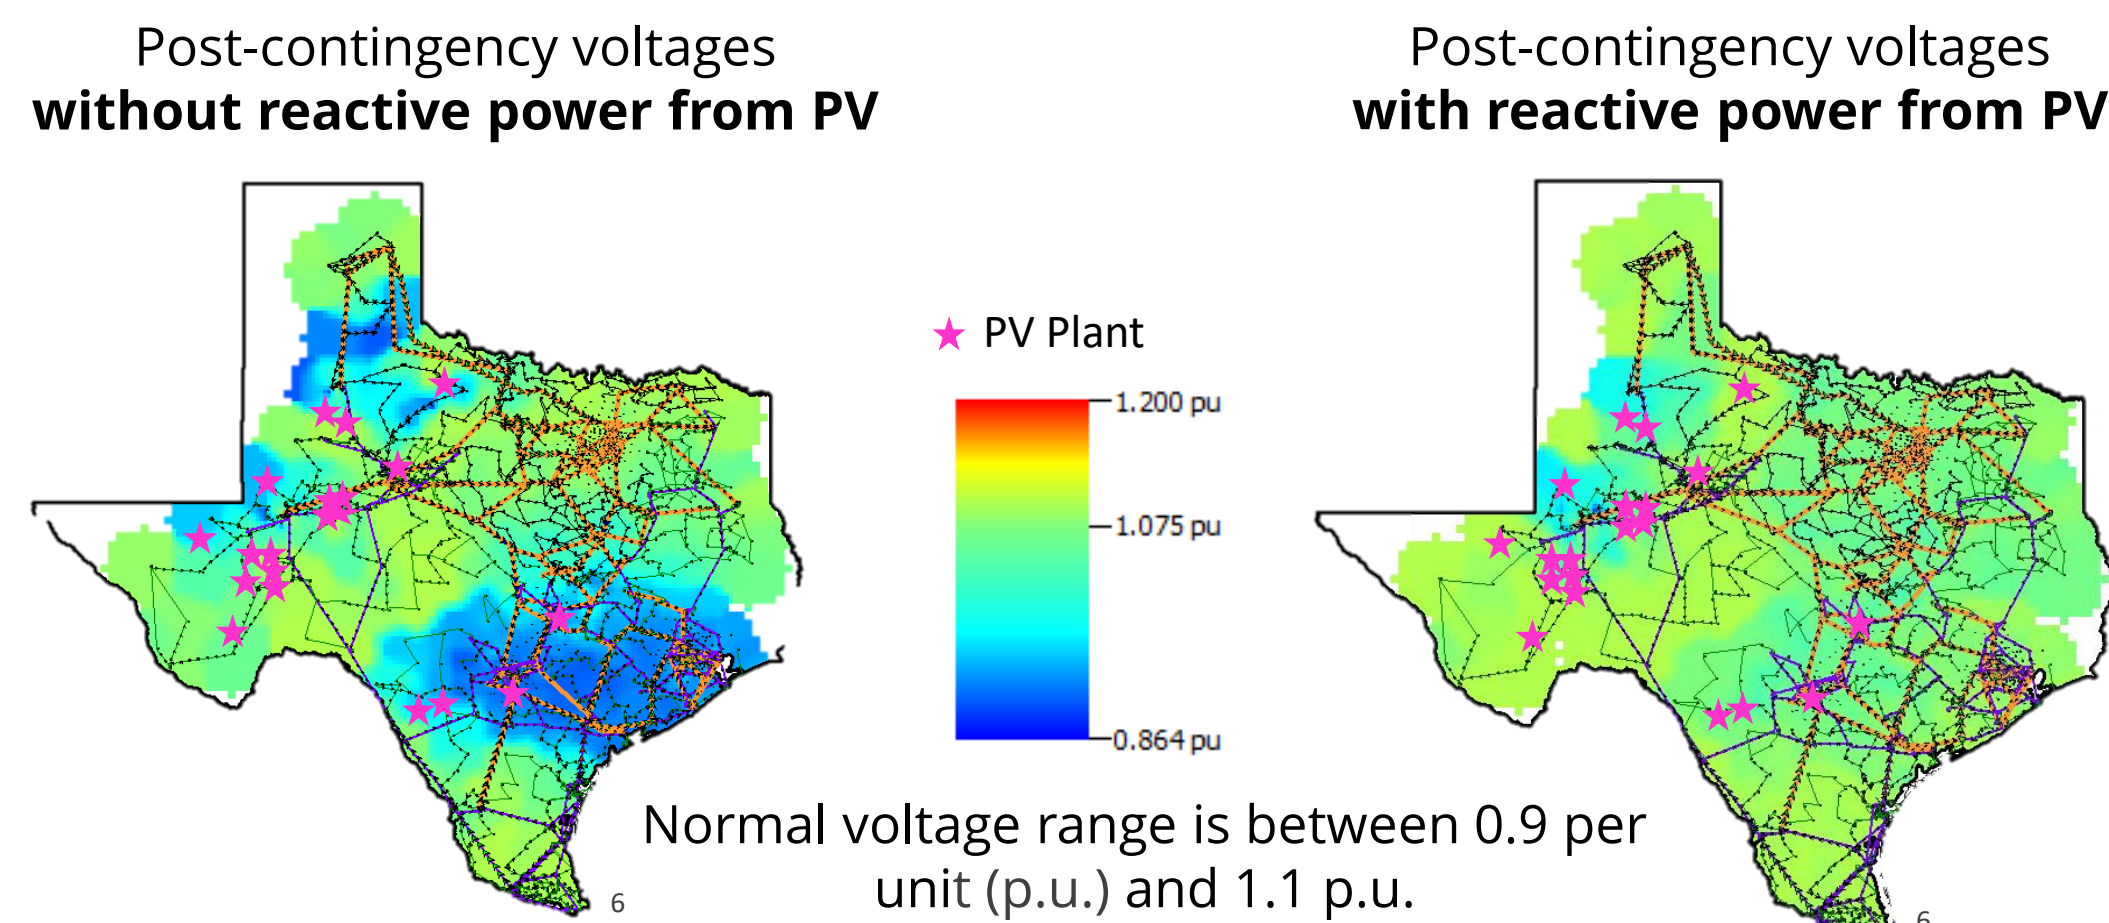 Post-contingency voltages
without reactive power from PV
Post-contingency voltages
with reactive power from PV
PV Plant
1.200 pu
1.075 pu
0.864 pu
Normal voltage range is between 0.9 per
unit (p.u.) and 1.1 p.u.
6
6